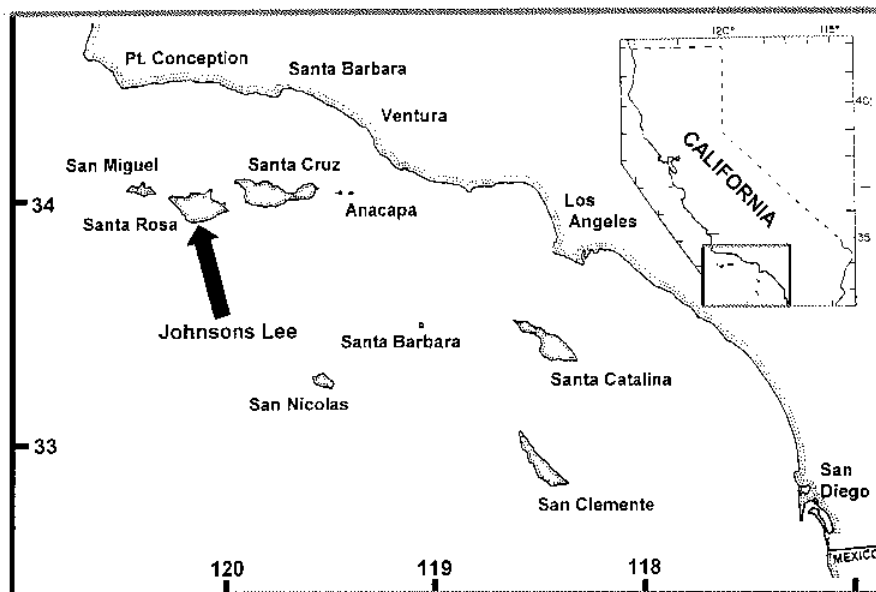 120°
115°
Pt. Conception
Santa Barbara
Ventura
40
CALIFORNIA
San Miguel
Santa Cruz
34
Santa Rosa
Anacapa
Los
Angeles
35
Johnsons Lee
Santa Barbara
Santa Catalina
San Nicolas
33
San Clemente
San
Diego
MEXICO
120
119
118